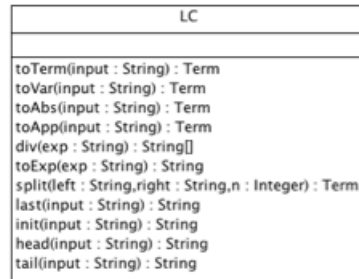 LC
toTerm(input : String) : Term
toVar(input : String) : Term
toAbs(input : String) : Term
toApp(input : String) : Term
div(exp : String) : String[]
toExp(exp : String) : String
split(left : String,right : String,n : Integer) : Term
last(input : String) : String
init(input : String) : String
head(input : String) : String
tail(input : String) : String